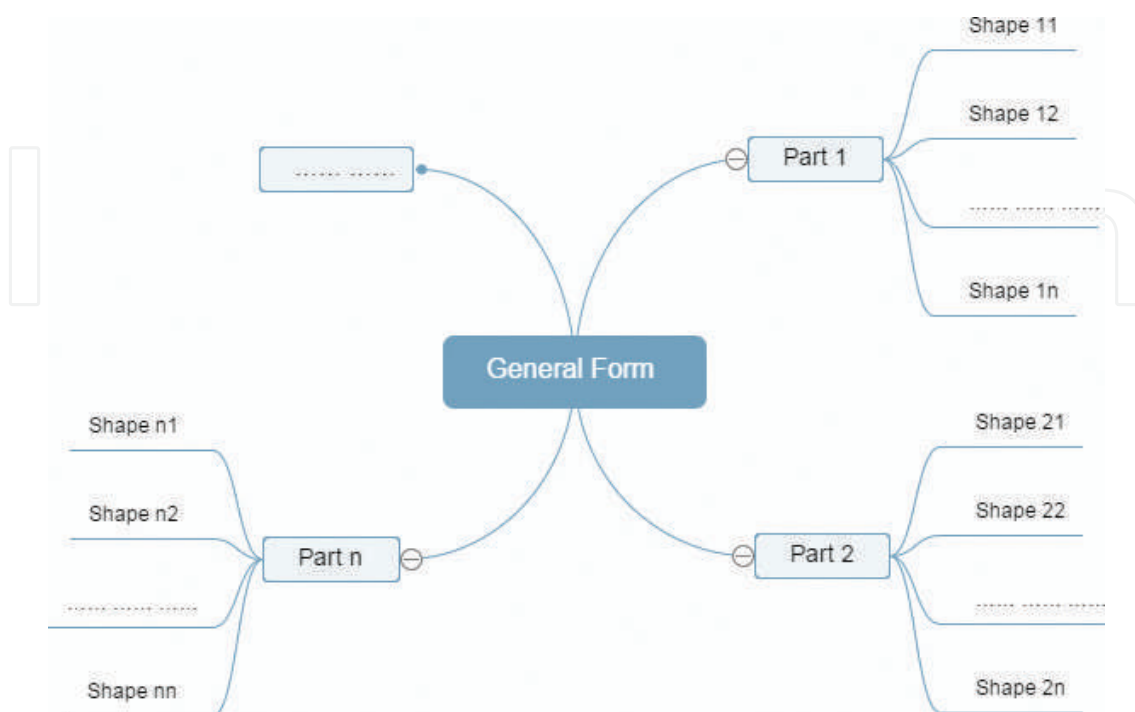 General Form
Part 1
Shape 11
Shape 12
...... ...... ......
Shape 1n
Part 2
Shape 21
Shape 22
...... ...... ......
Shape 2n
Part n
Shape n1
Shape n2
...... ...... ......
Shape nn
...... ......